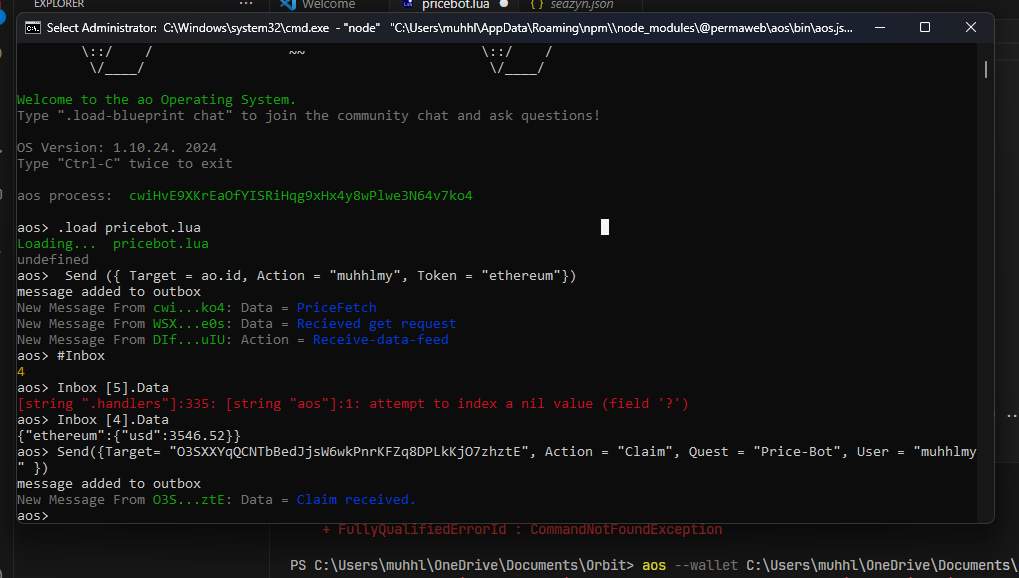 EXPLORER
Welcome
pricebot.lua
{} seazyn.json
Select Administrator: C:\Windows\system32\cmd.exe - "node" "C:\Users\muhhl\AppData\Roaming\npm\\node_modules\@permaweb\aos\bin\aos.js...
\::/ / ~~ \::/ /
\/____/ \/____/
Welcome to the ao Operating System.
Type ".load-blueprint chat" to join the community chat and ask questions!
OS Version: 1.10.24. 2024
Type "Ctrl-C" twice to exit
aos process: cwiHvE9XKrEaOfYISRiHqg9xHx4y8wPlwe3N64v7ko4
aos> .load pricebot.lua
Loading... pricebot.lua
undefined
aos> Send ({ Target = ao.id, Action = "muhhlmy", Token = "ethereum"})
message added to outbox
New Message From cwi...ko4: Data = PriceFetch
New Message From WSX...e0s: Data = Recieved get request
New Message From DIf...uIU: Action = Receive-data-feed
aos> #Inbox
4
aos> Inbox [5].Data
[string ".handlers"]:335: [string "aos"]:1: attempt to index a nil value (field '?')
aos> Inbox [4].Data
{"ethereum":{"usd":3546.52}}
aos> Send({Target= "O3SXXYqQCNTbBedJjsW6wkPnrKFZq8DPLkKjO7zhztE", Action = "Claim", Quest = "Price-Bot", User = "muhhlmy
" })
message added to outbox
New Message From O3S...ztE: Data = Claim received.
aos>
+ FullyQualifiedErrorId : CommandNotFoundException
PS C:\Users\muhhl\OneDrive\Documents\Orbit> aos --wallet C:\Users\muhhl\OneDrive\Documents\